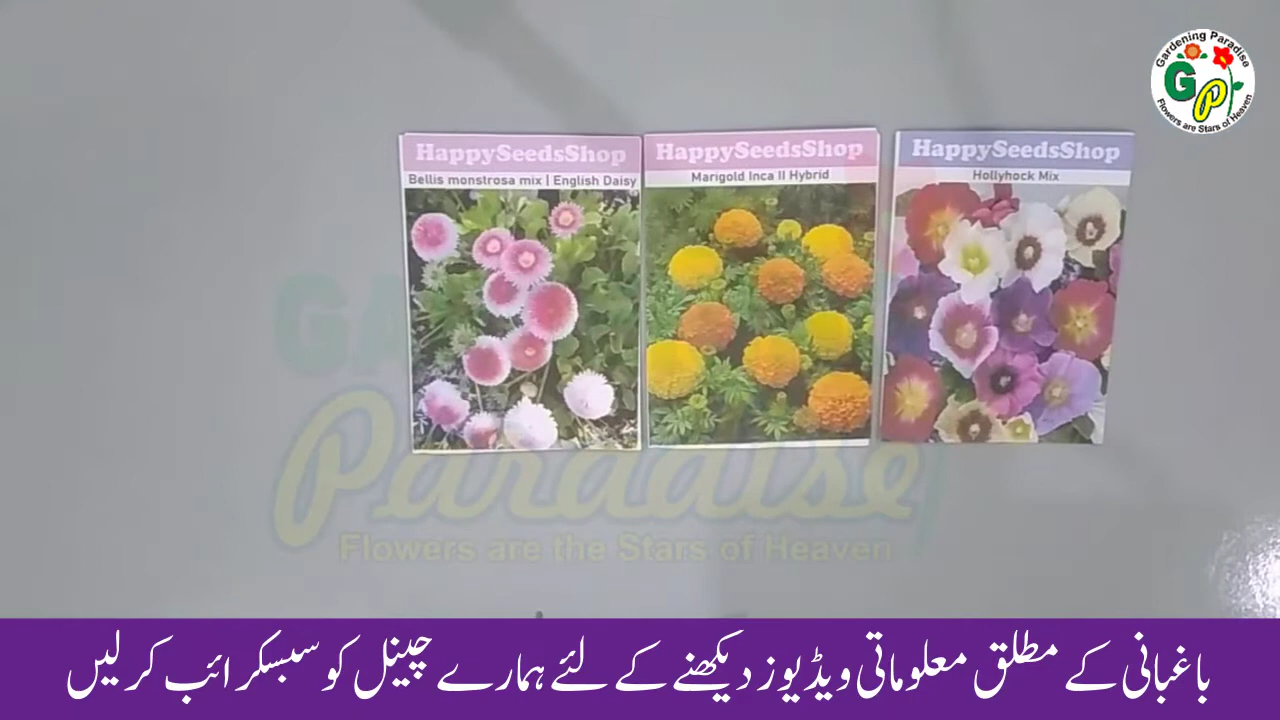 Gardening Paradise
GP
Flowers are Stars of Heaven
HappySeedsShop
Bellis monstrosa mix | English Daisy
HappySeedsShop
Marigold Inca II Hybrid
HappySeedsShop
Hollyhock Mix
GA
Paradise
Flowers are the Stars of Heaven
باغبانی کے مطلق معلوماتی ویڈیوز دیکھنے کے لئے ہمارے چینل کو سبسکرائب کرلیں